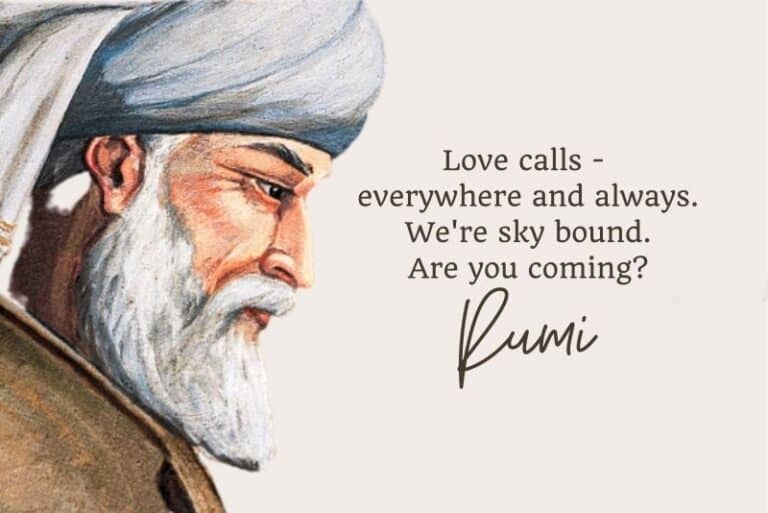 Love calls -
everywhere and always.
We're sky bound.
Are you coming?
Rumi